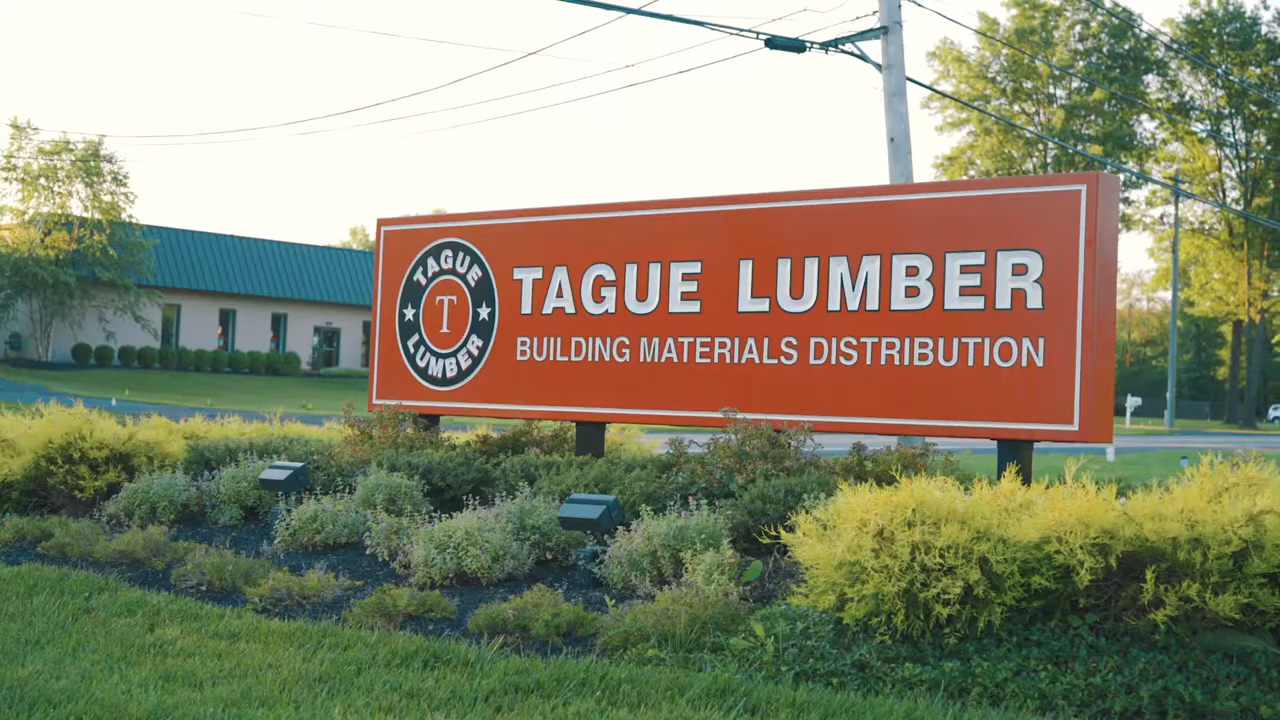 TAGUE
T
LUMBER
TAGUE LUMBER
BUILDING MATERIALS DISTRIBUTION